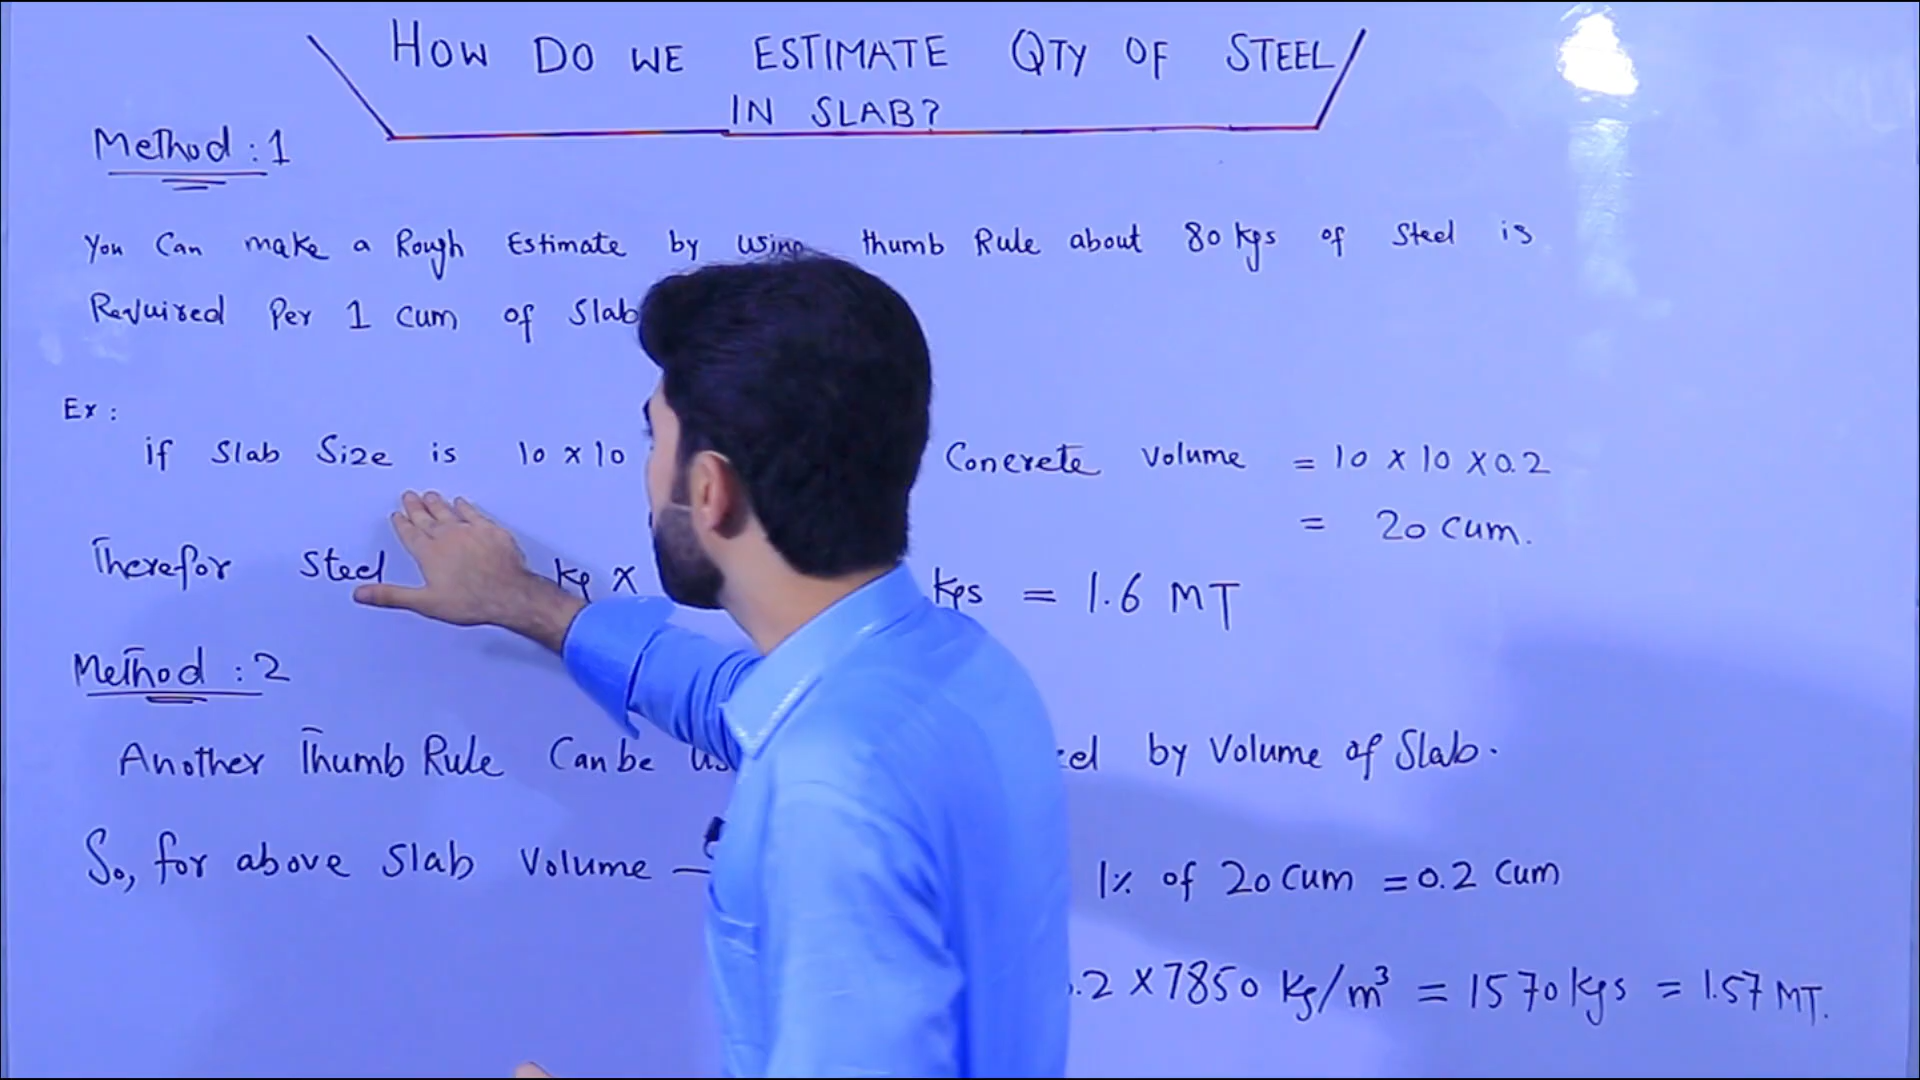 HOW DO WE ESTIMATE QTY OF STEEL
IN SLAB?
Method : 1
You Can make a Rough Estimate by using thumb Rule about 80 kgs of Steel is
Required Per 1 cum of Slab
Ex :
if Slab Size is 10 x 10 Concrete Volume = 10 x 10 x 0.2
= 20 cum.
Therefor Steel kg x kgs = 1.6 MT
Method : 2
Another Thumb Rule Can be by Volume of Slab.
So, for above Slab Volume — 1% of 20 cum = 0.2 cum
.2 x 7850 kg/m³ = 1570 kgs = 1.57 MT.